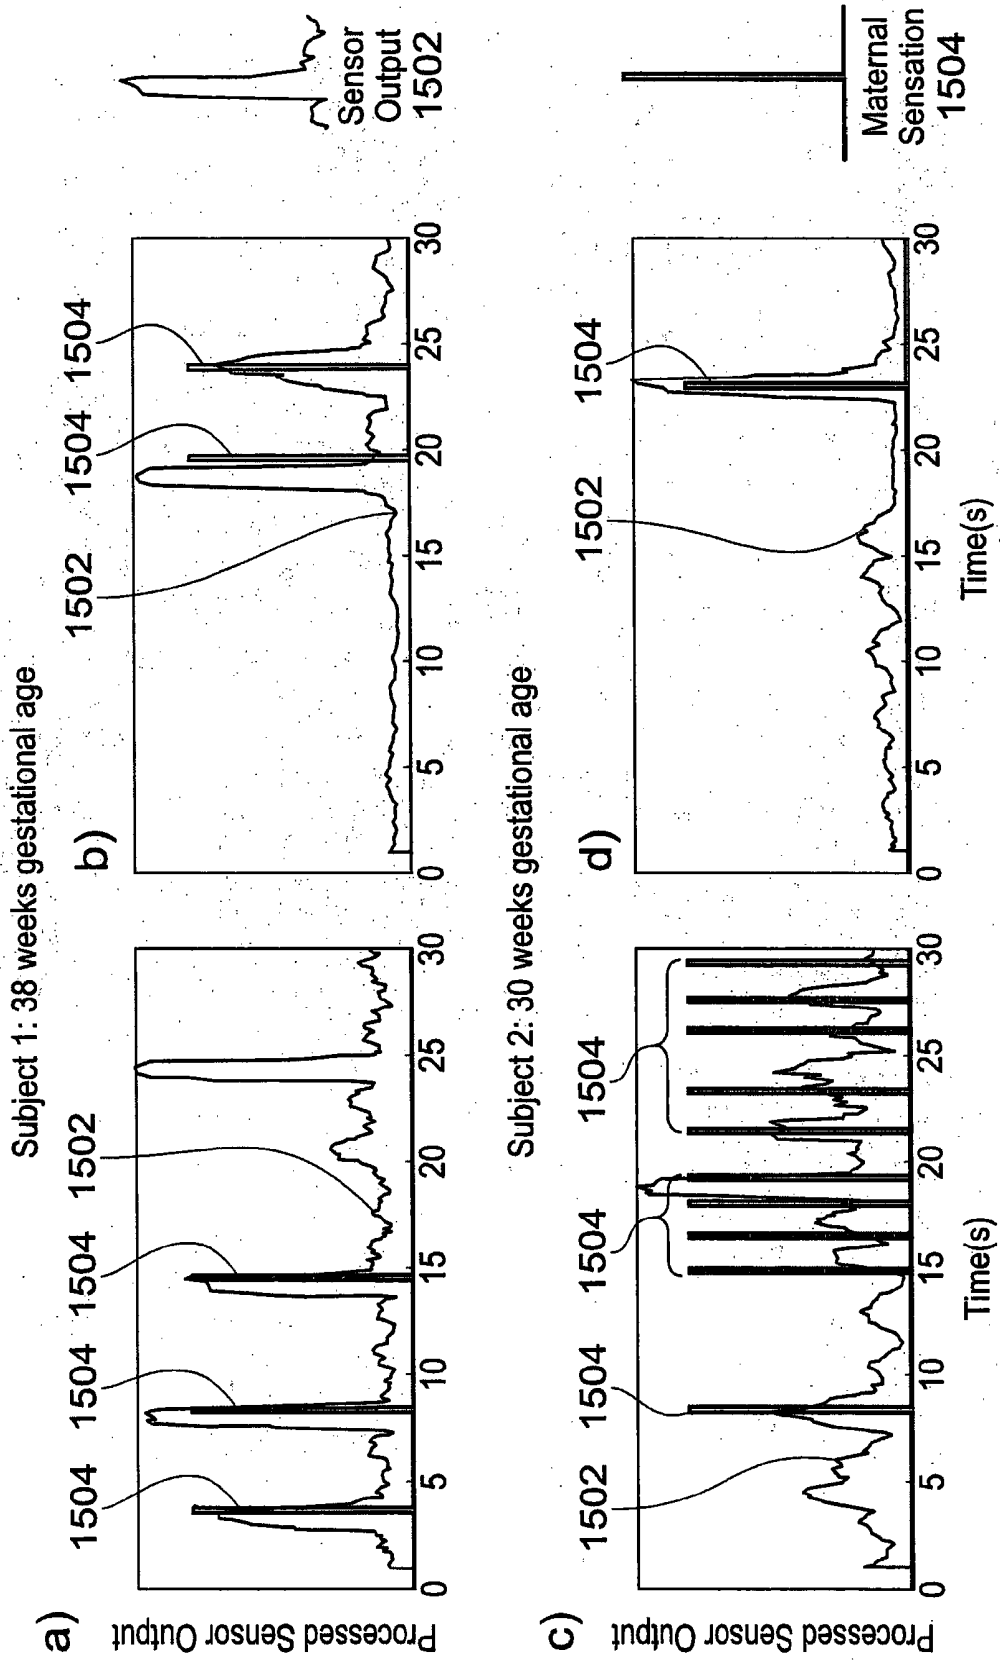 Subject 1: 38 weeks gestational age
a)
Processed Sensor Output
1504
1504
1504
1502
0 5 10 15 20 25 30
b)
1502
1504
1504
0 5 10 15 20 25 30
Sensor
Output
1502
Subject 2: 30 weeks gestational age
c)
Processed Sensor Output
1502
1504
1504
1504
0 5 10 15 20 25 30
Time(s)
d)
1502
1504
0 5 10 15 20 25 30
Time(s)
Maternal
Sensation
1504